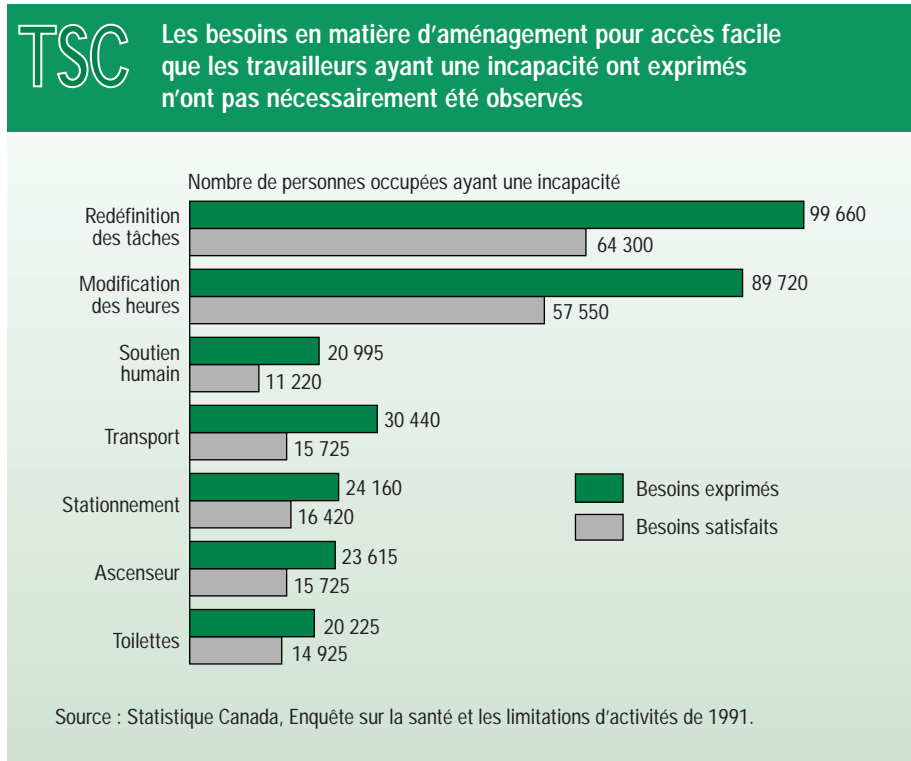 TSC
Les besoins en matière d'aménagement pour accès facile
que les travailleurs ayant une incapacité ont exprimés
n'ont pas nécessairement été observés
Nombre de personnes occupées ayant une incapacité
Redéfinition
des tâches
99 660
64 300
Modification
des heures
89 720
57 550
Soutien
humain
20 995
11 220
Transport
30 440
15 725
Stationnement
24 160
16 420
Ascenseur
23 615
15 725
Toilettes
20 225
14 925
Besoins exprimés
Besoins satisfaits
Source : Statistique Canada, Enquête sur la santé et les limitations d'activités de 1991.